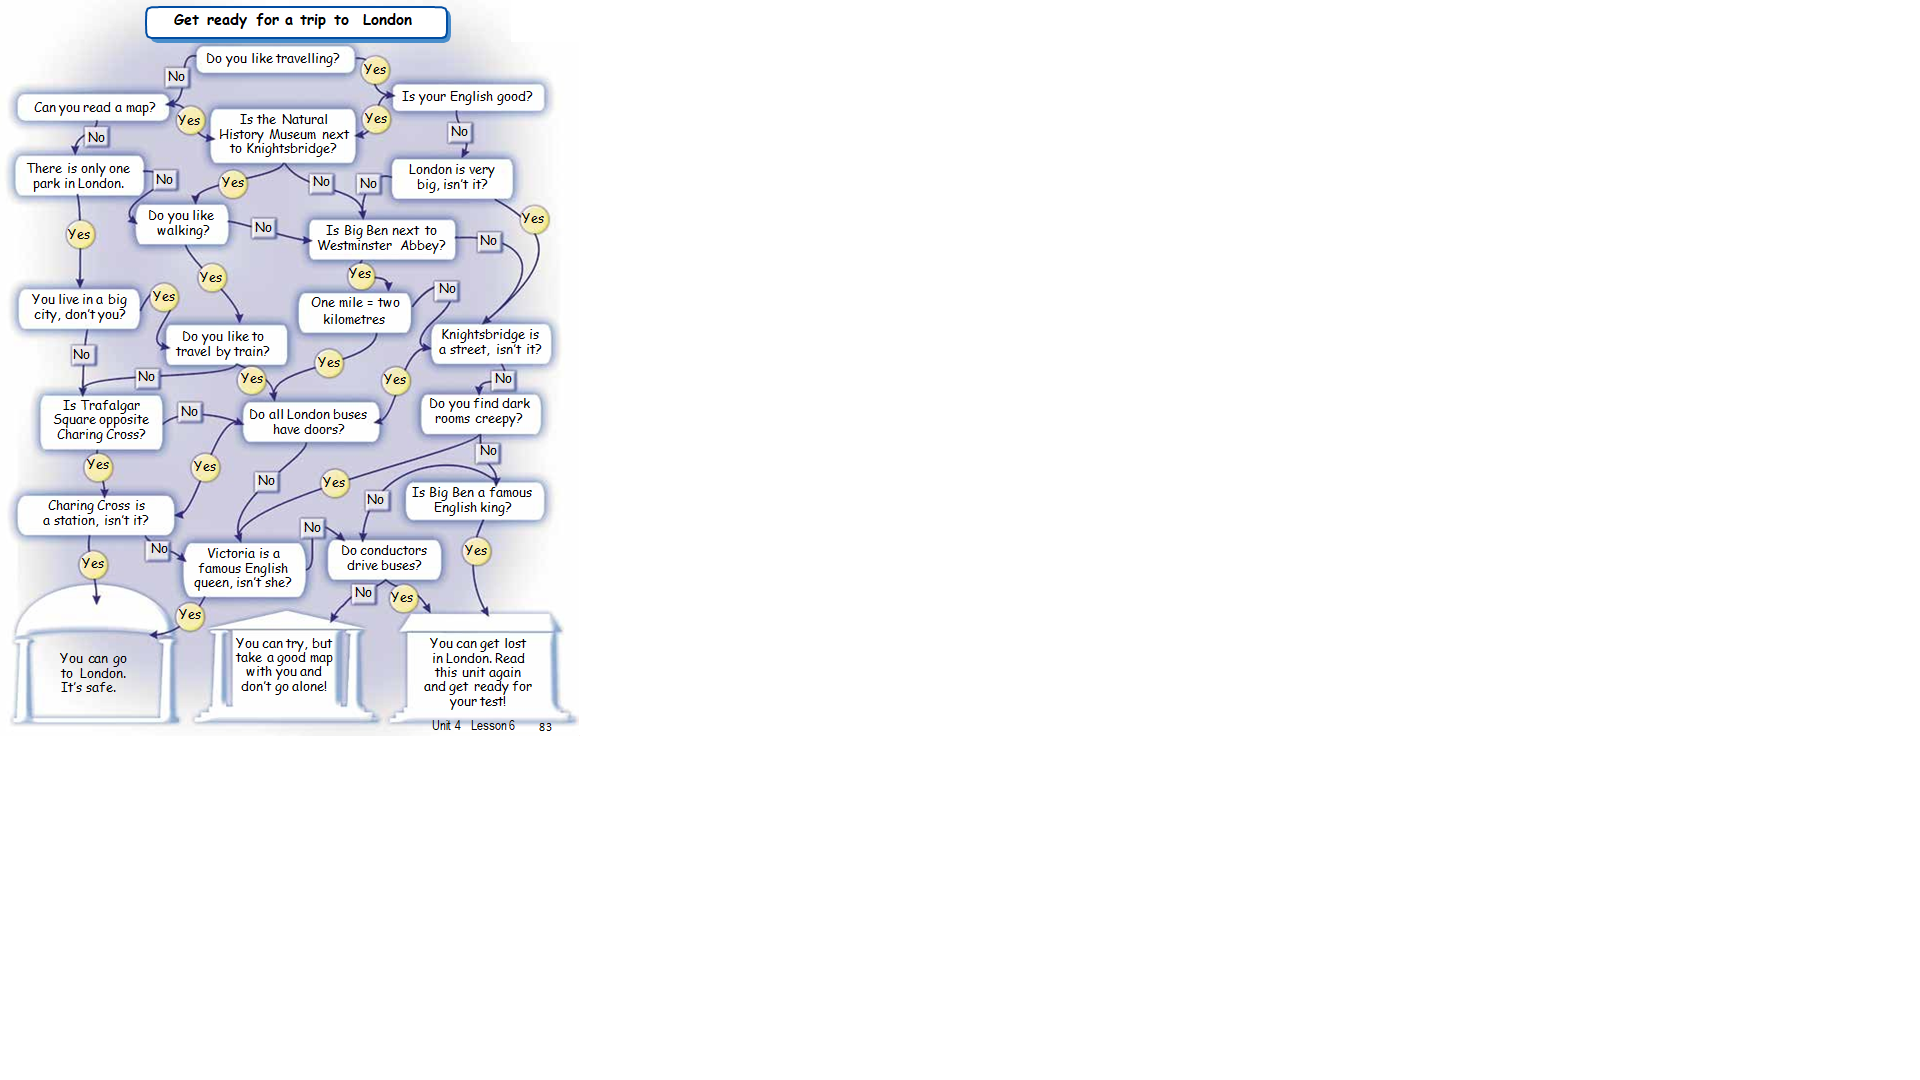 Get ready for a trip to London
Do you like travelling?
No
Yes
Can you read a map?
Is your English good?
Yes
Is the Natural
History Museum next
to Knightsbridge?
Yes
No
No
There is only one
park in London.
No
Yes
No
No
London is very
big, isn't it?
Yes
Do you like
walking?
No
Is Big Ben next to
Westminster Abbey?
No
Yes
Yes
Yes
You live in a big
city, don't you?
Yes
One mile = two
kilometres
No
Do you like to
travel by train?
Knightsbridge is
a street, isn't it?
No
No
Yes
Yes
Yes
No
Is Trafalgar
Square opposite
Charing Cross?
No
Do all London buses
have doors?
Do you find dark
rooms creepy?
Yes
Yes
No
Yes
No
Charing Cross is
a station, isn't it?
No
Is Big Ben a famous
English king?
No
No
Yes
Victoria is a
famous English
queen, isn't she?
Do conductors
drive buses?
Yes
Yes
No
Yes
You can go
to London.
It's safe.
You can try, but
take a good map
with you and
don't go alone!
You can get lost
in London. Read
this unit again
and get ready for
your test!
Unit 4 Lesson 6 83